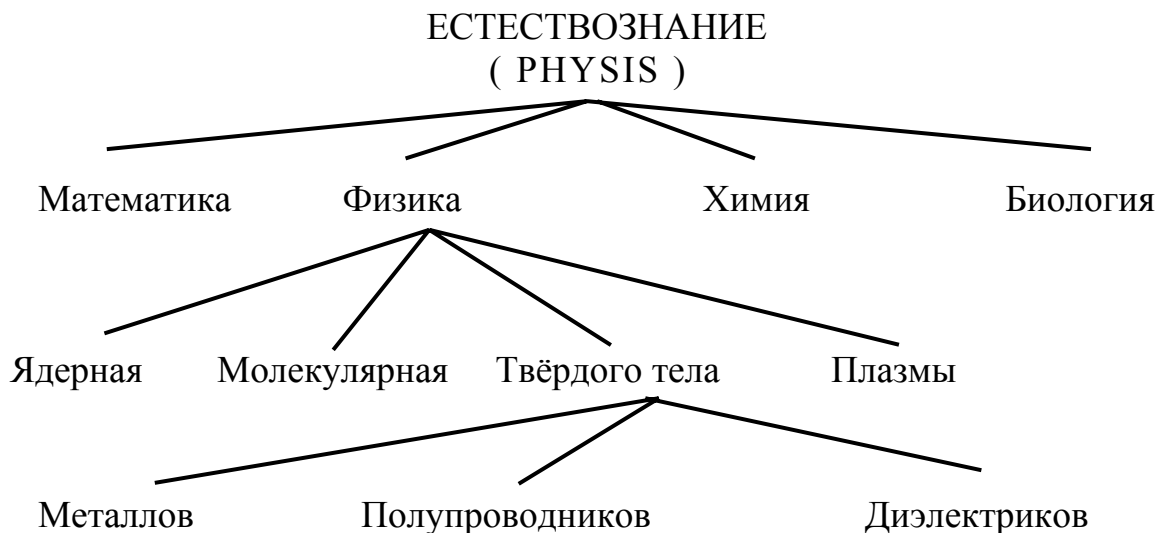 ЕСТЕСТВОЗНАНИЕ
( PHYSIS )
Математика Физика Химия Биология
Ядерная Молекулярная Твёрдого тела Плазмы
Металлов Полупроводников Диэлектриков